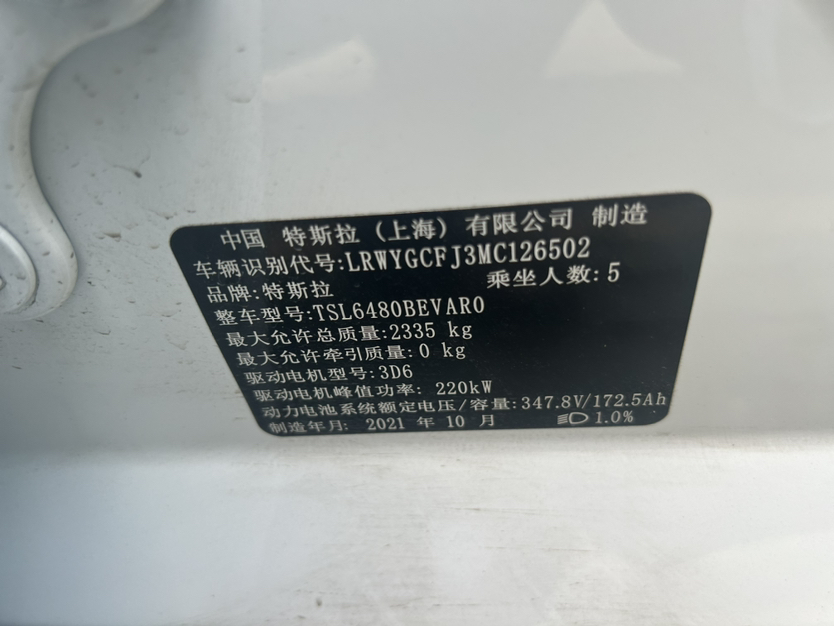 中国 特斯拉 (上海) 有限公司 制造
车辆识别代号:LRWYGCFJ3MC126502
品牌:特斯拉 乘坐人数:5
整车型号:TSL6480BEVAR0
最大允许总质量:2335 kg
最大允许牵引质量:0 kg
驱动电机型号:3D6
驱动电机峰值功率: 220kW
动力电池系统额定电压/容量:347.8V/172.5Ah
制造年月: 2021 年 10 月 1.0%